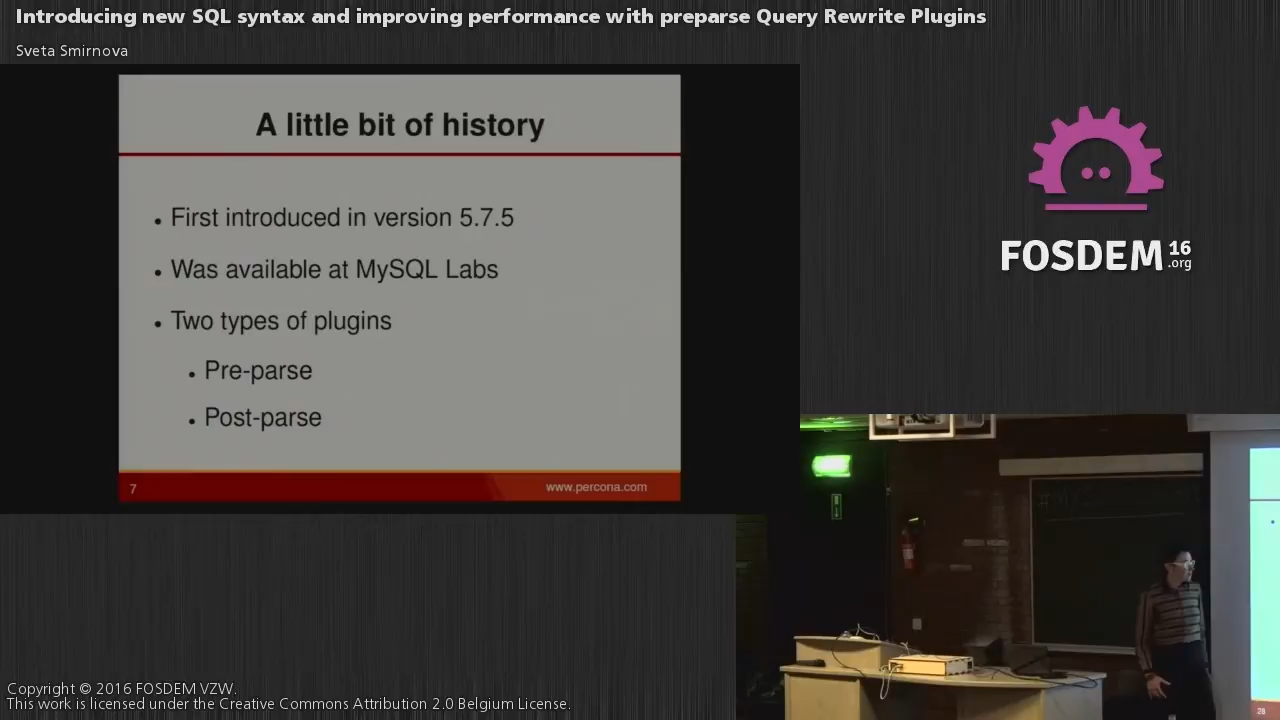 Introducing new SQL syntax and improving performance with preparse Query Rewrite Plugins
Sveta Smirnova
A little bit of history
• First introduced in version 5.7.5
• Was available at MySQL Labs
• Two types of plugins
• Pre-parse
• Post-parse
7
www.percona.com
FOSDEM 16
.org
28
Copyright © 2016 FOSDEM VZW.
This work is licensed under the Creative Commons Attribution 2.0 Belgium License.